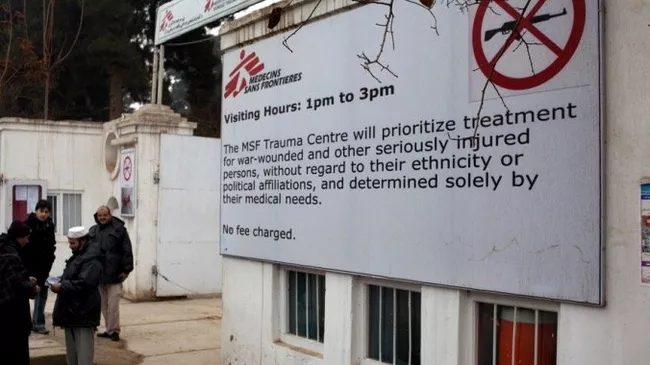 MEDECINS
SANS FRONTIERES
Visiting Hours: 1pm to 3pm
The MSF Trauma Centre will prioritize treatment
for war-wounded and other seriously injured
persons, without regard to their ethnicity or
political affiliations, and determined solely by
their medical needs.
No fee charged.